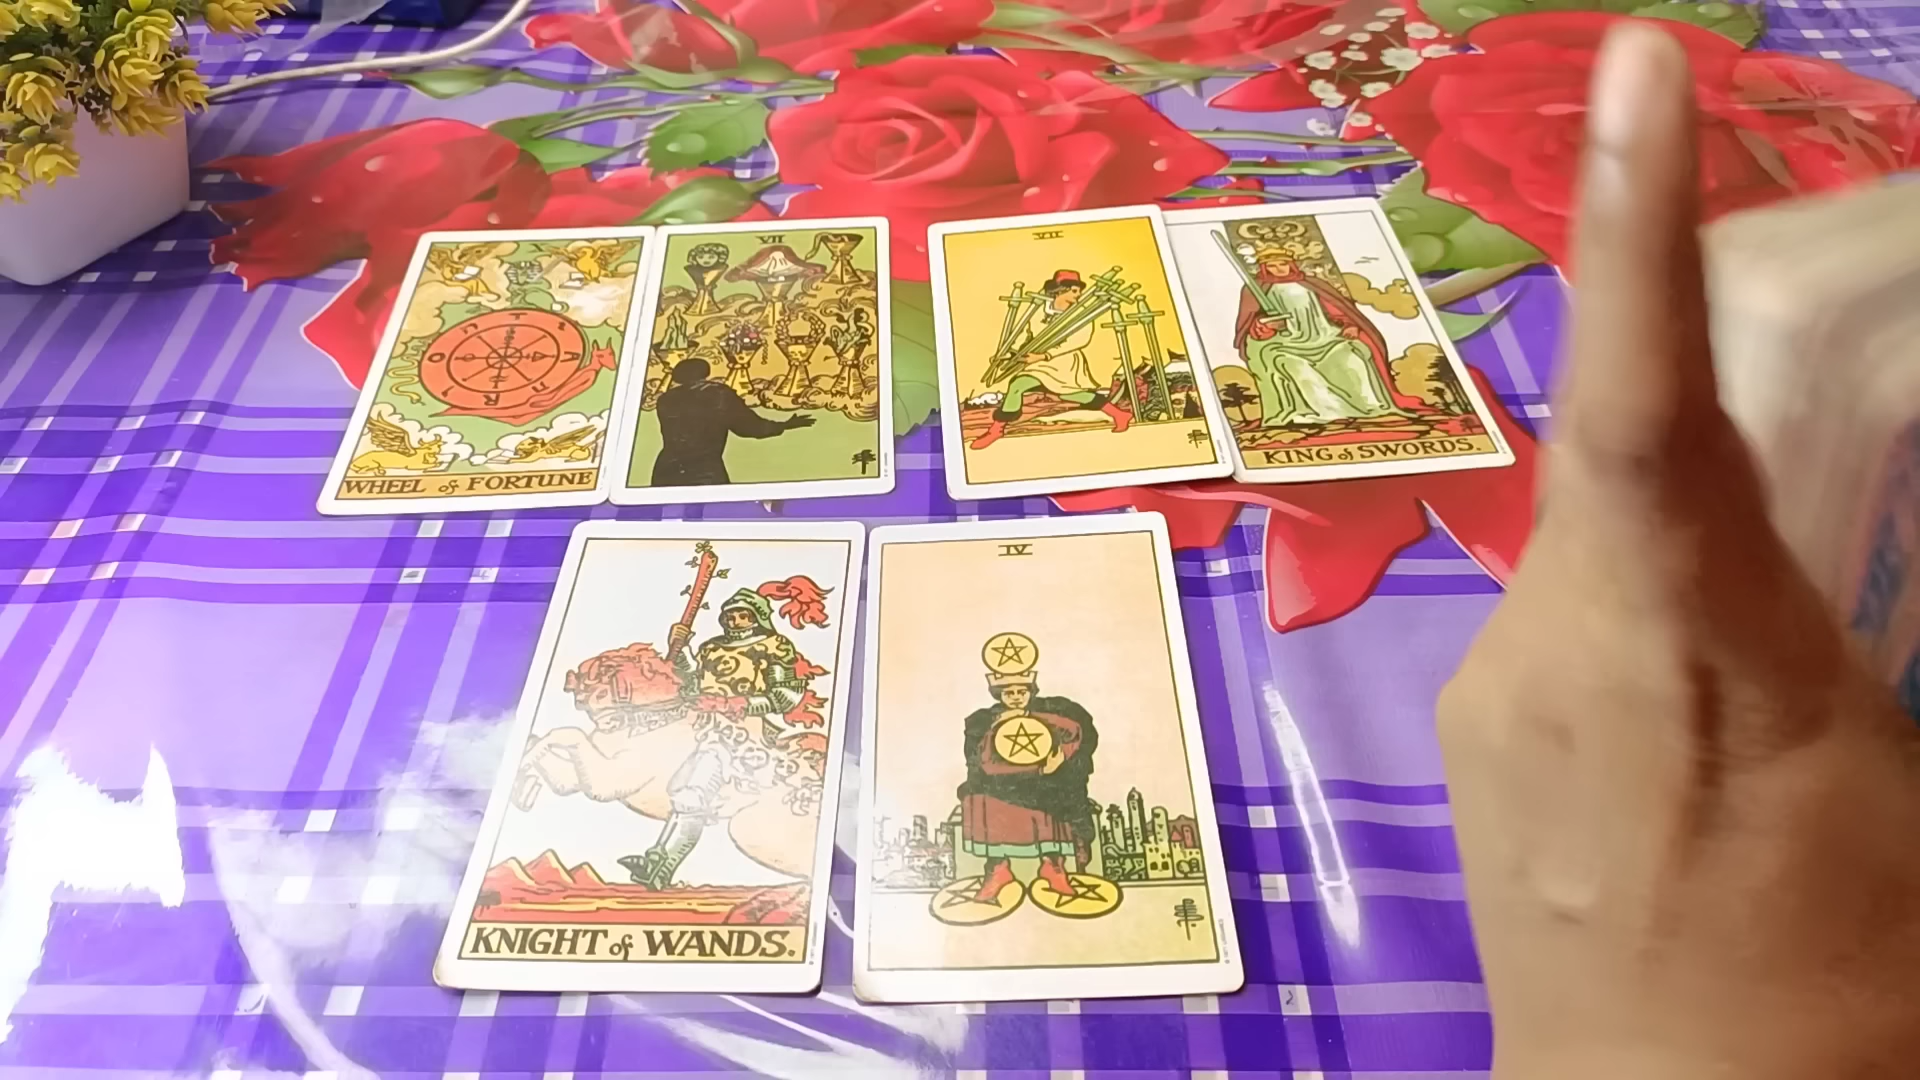 X
WHEEL of FORTUNE
VII
VII
KING of SWORDS.
KNIGHT of WANDS.
IV